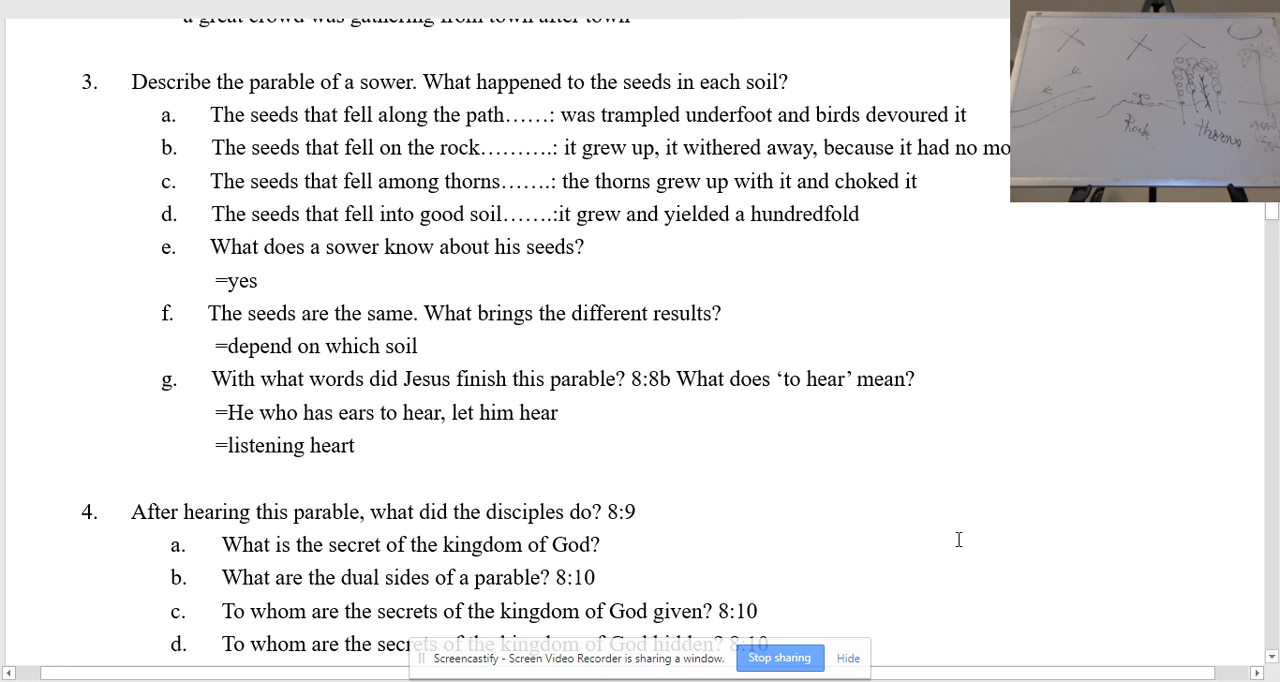 3. Describe the parable of a sower. What happened to the seeds in each soil?
a. The seeds that fell along the path……: was trampled underfoot and birds devoured it
b. The seeds that fell on the rock……….: it grew up, it withered away, because it had no mo
c. The seeds that fell among thorns…….: the thorns grew up with it and choked it
d. The seeds that fell into good soil…….:it grew and yielded a hundredfold
e. What does a sower know about his seeds?
=yes
f. The seeds are the same. What brings the different results?
=depend on which soil
g. With what words did Jesus finish this parable? 8:8b What does ‘to hear’ mean?
=He who has ears to hear, let him hear
=listening heart
4. After hearing this parable, what did the disciples do? 8:9
a. What is the secret of the kingdom of God?
b. What are the dual sides of a parable? 8:10
c. To whom are the secrets of the kingdom of God given? 8:10
d. To whom are the secrets of the kingdom of God hidden? 8:10
Screencastify - Screen Video Recorder is sharing a window. Stop sharing Hide
Rock
thorns